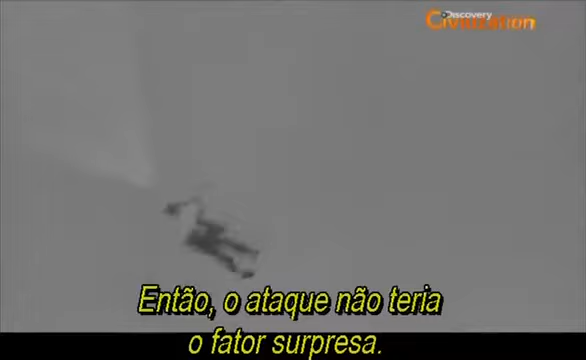 Discovery
Civilization
Então, o ataque não teria
o fator surpresa.